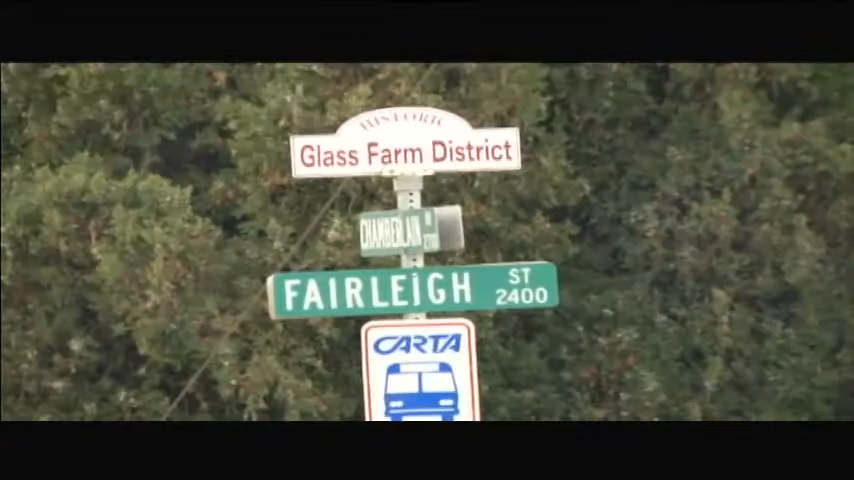 HISTORIC
Glass Farm District
CHAMBERLAIN
FAIRLEIGH ST
2400
CARTA